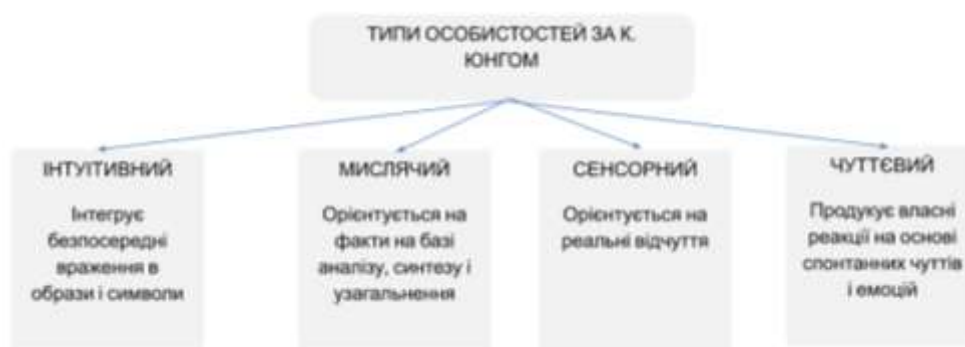 ТИПИ ОСОБИСТОСТЕЙ ЗА К.
ЮНГОМ
ІНТУІТИВНИЙ
Інтегрує
безпосередні
враження в
образи і символи
МИСЛЯЧИЙ
Орієнтується на
факти на базі
аналізу, синтезу і
узагальнення
СЕНСОРНИЙ
Орієнтується на
реальні відчуття
ЧУТТЄВИЙ
Продукує власні
реакції на основі
спонтанних чуттів
і емоцій